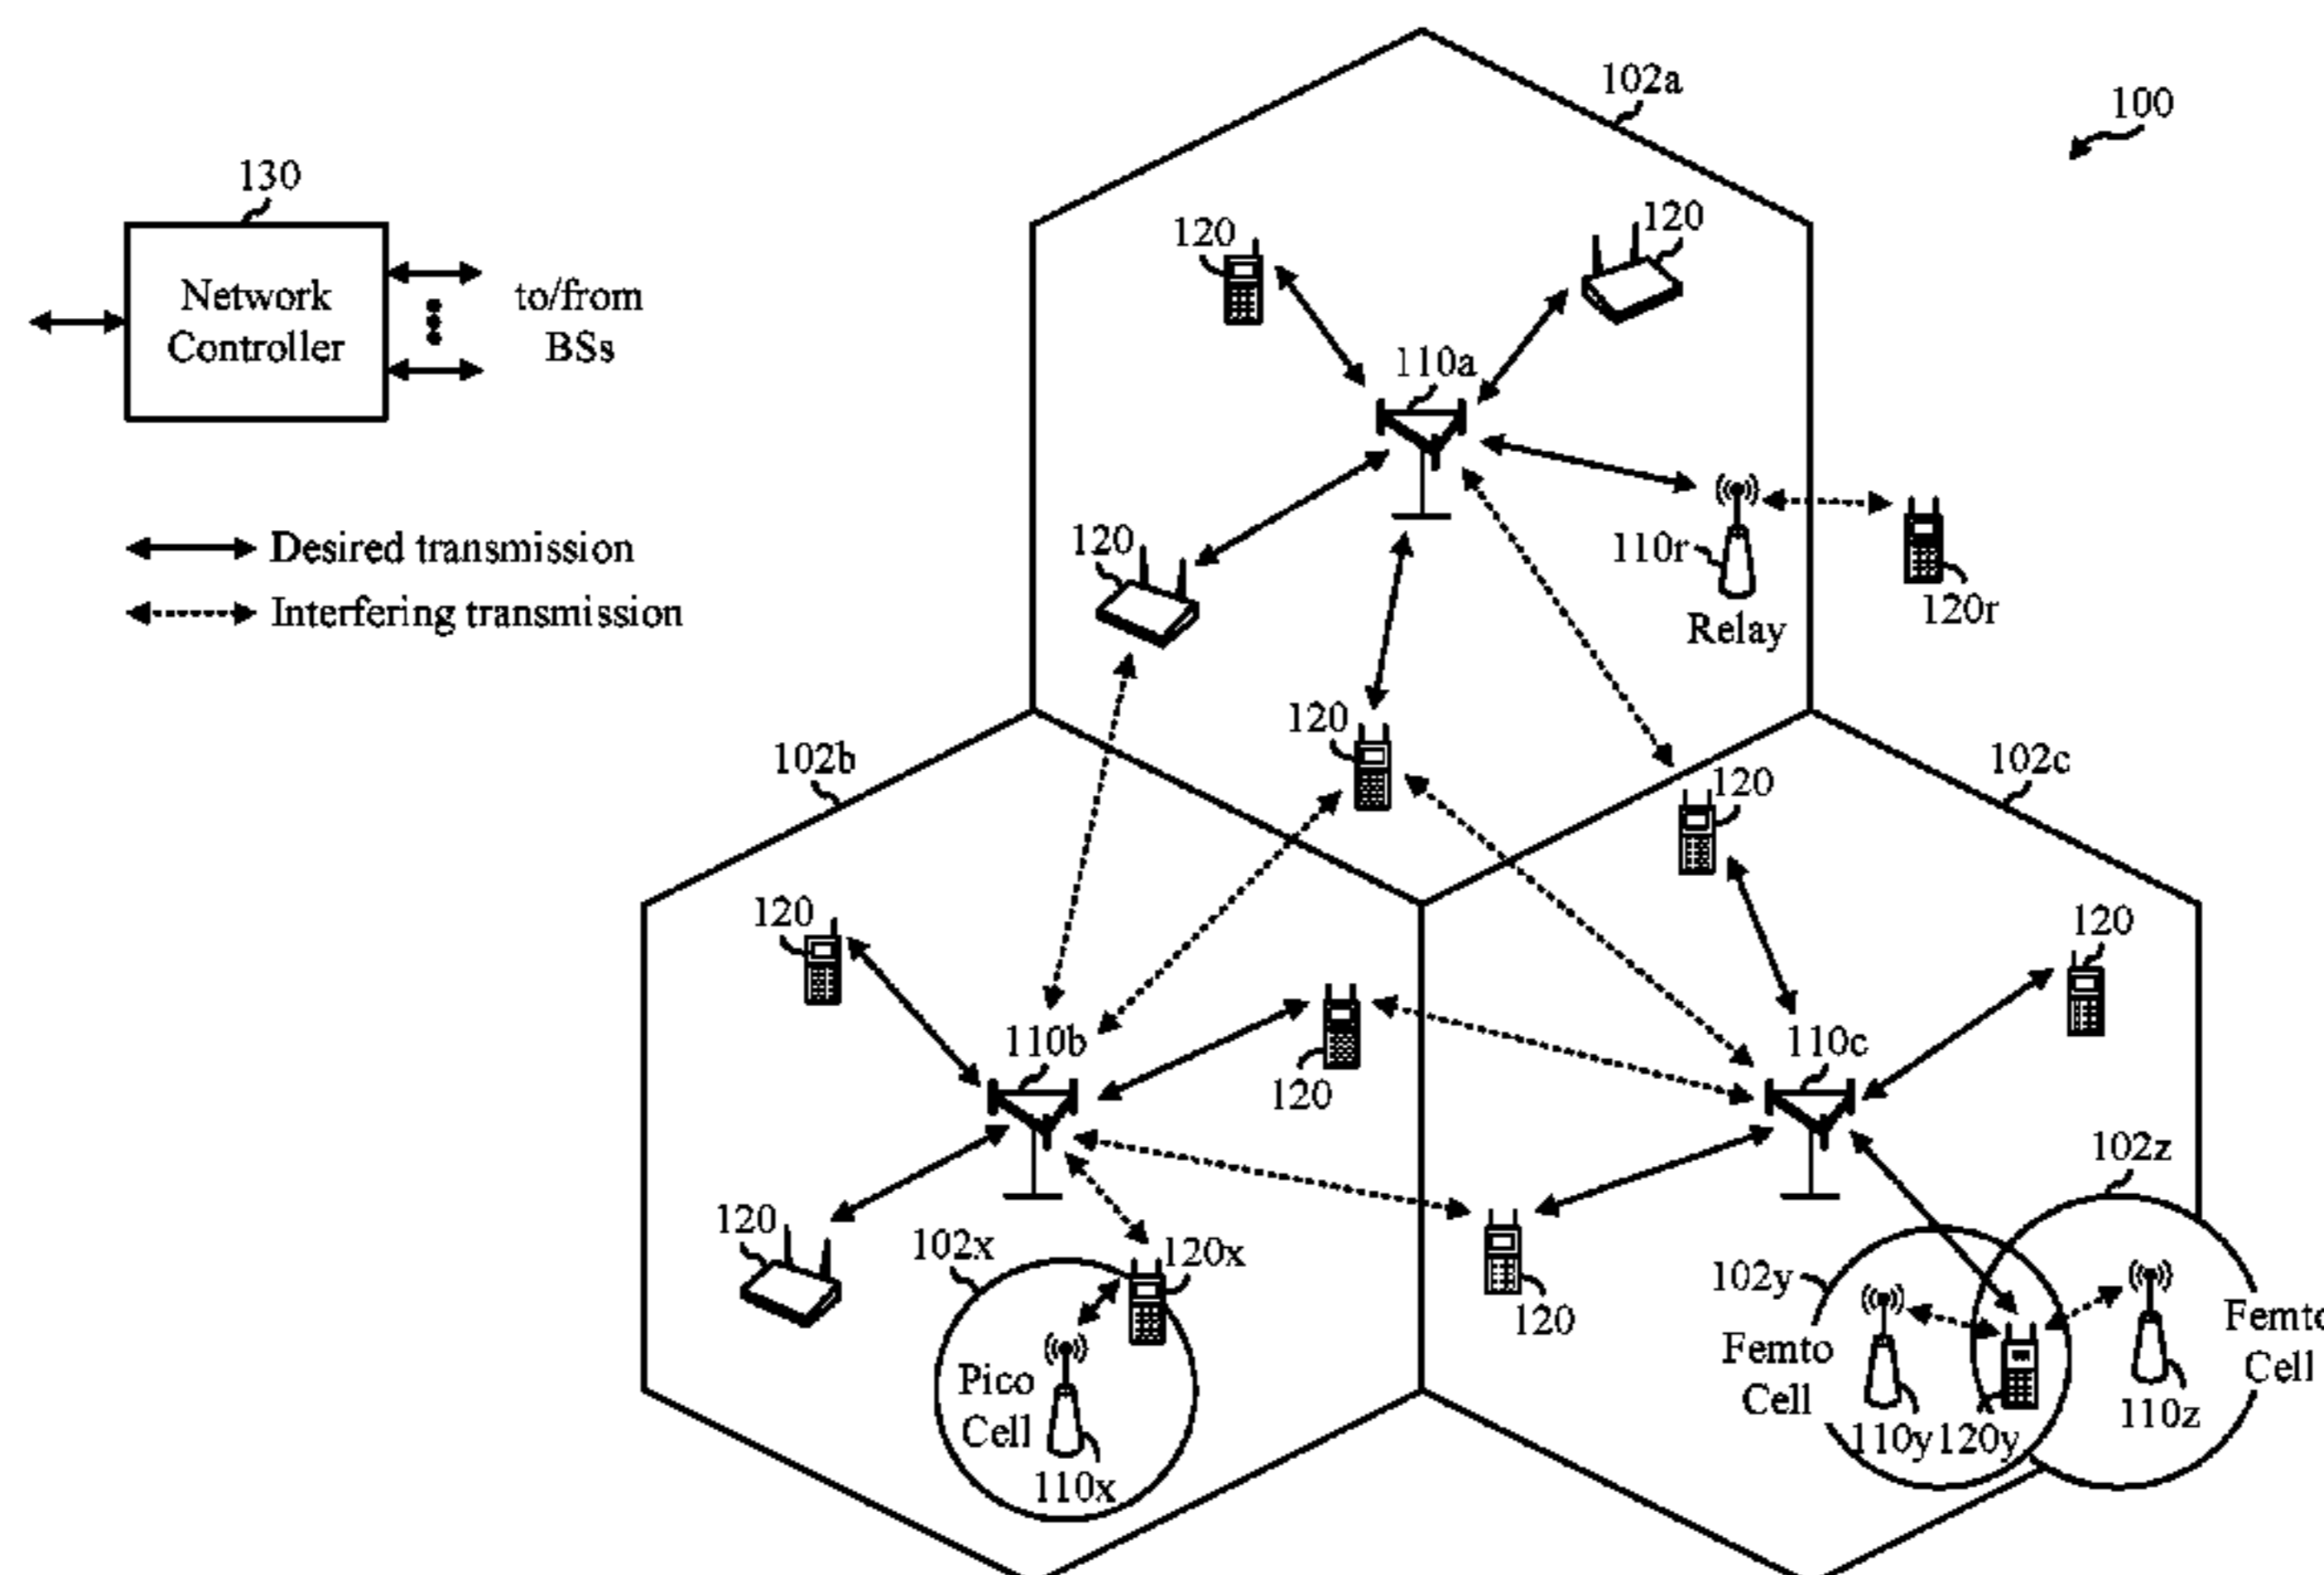 102a
100
130
120
120
Network
Controller
to/from
BSs
110a
Desired transmission
Interfering transmission
120
110r
120r
Relay
120
102b
102c
120
120
120
110b
110c
120
102z
120
102x
120x
102y
120
Femto
Cell
Femto
Cell
Pico
Cell
110y
120y
110z
110x